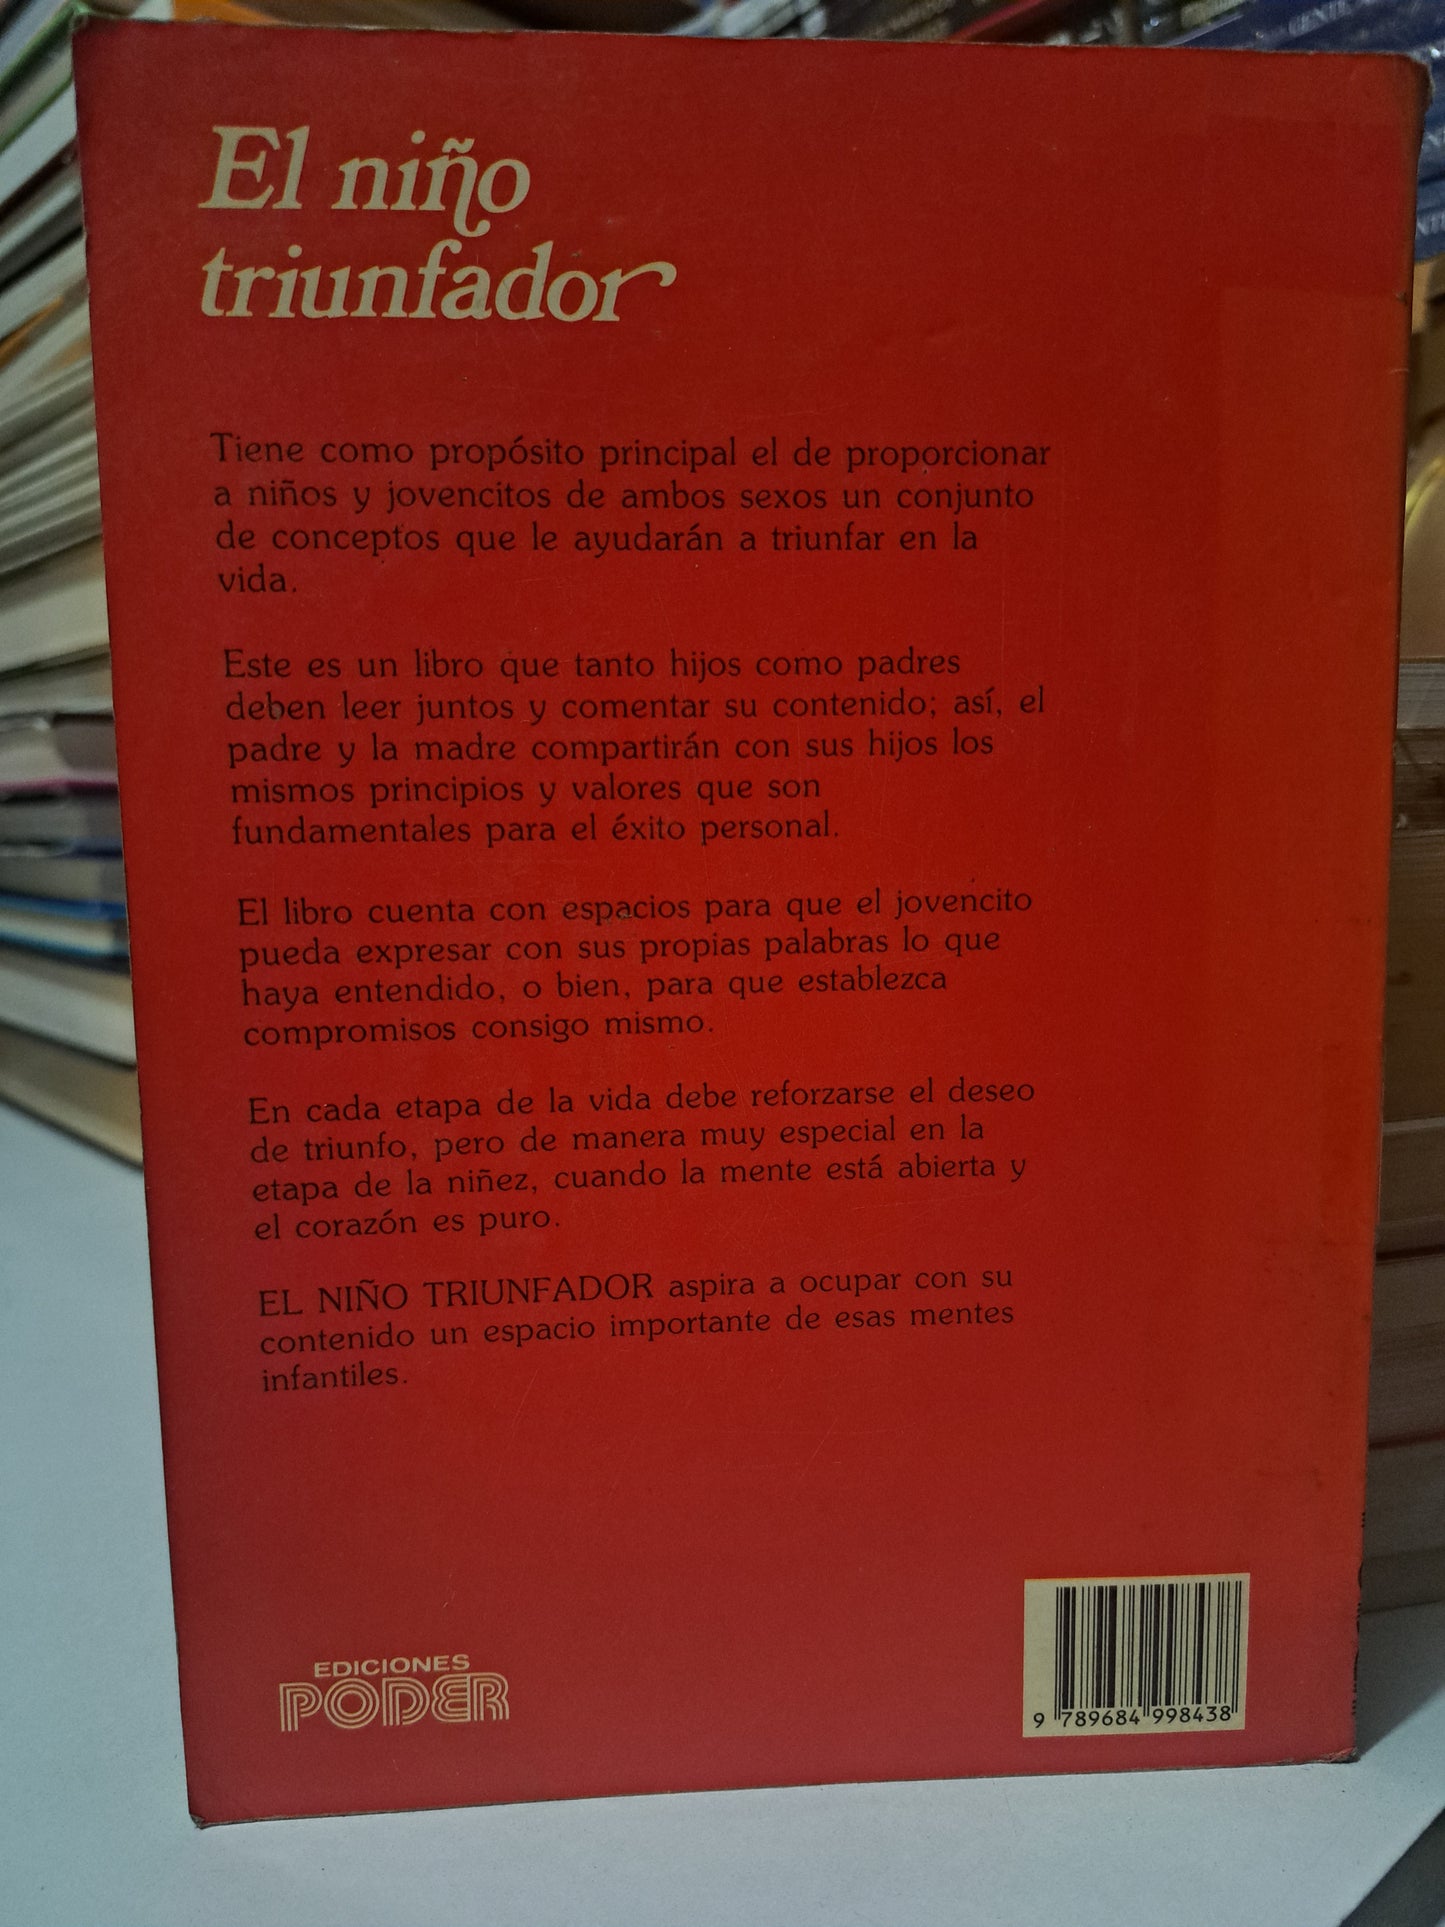 El niño
triunfador
Tiene como propósito principal el de proporcionar
a niños y jovencitos de ambos sexos un conjunto
de conceptos que le ayudarán a triunfar en la
vida.
Este es un libro que tanto hijos como padres
deben leer juntos y comentar su contenido; así, el
padre y la madre compartirán con sus hijos los
mismos principios y valores que son
fundamentales para el éxito personal.
El libro cuenta con espacios para que el jovencito
pueda expresar con sus propias palabras lo que
haya entendido, o bien, para que establezca
compromisos consigo mismo.
En cada etapa de la vida debe reforzarse el deseo
de triunfo, pero de manera muy especial en la
etapa de la niñez, cuando la mente está abierta y
el corazón es puro.
EL NIÑO TRIUNFADOR aspira a ocupar con su
contenido un espacio importante de esas mentes
infantiles.
EDICIONES
PODER
9 789684 998438